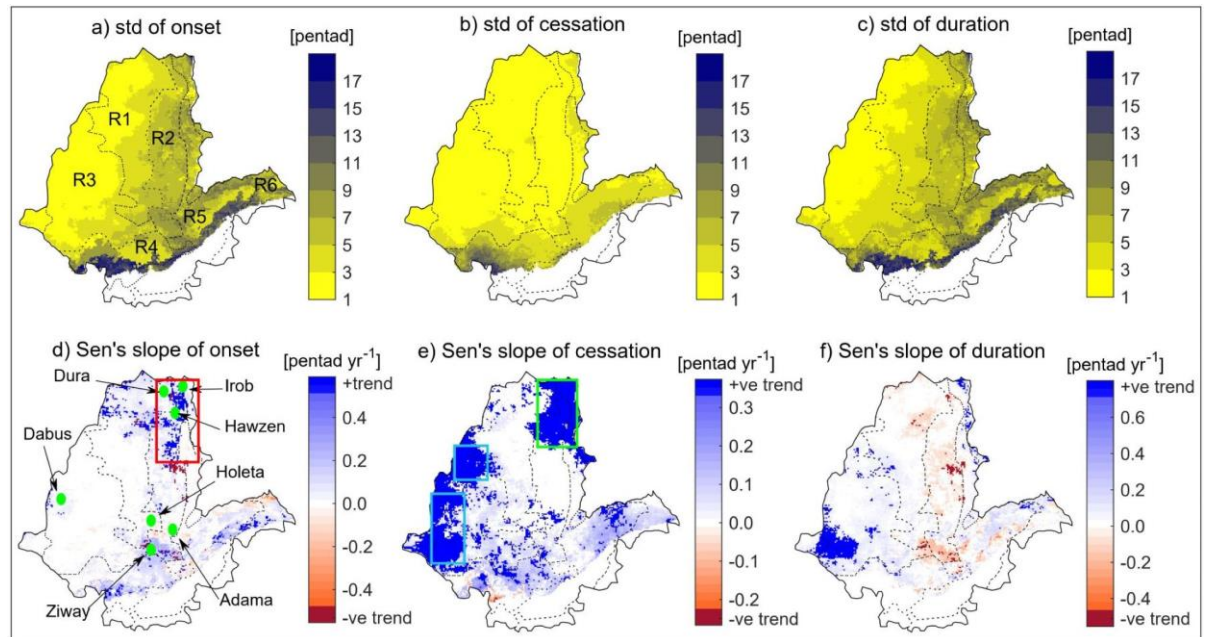 a) std of onset
[pentad]
17
15
13
11
9
7
5
3
1
R1
R2
R3
R6
R5
R4
b) std of cessation
[pentad]
17
15
13
11
9
7
5
3
1
c) std of duration
[pentad]
17
15
13
11
9
7
5
3
1
d) Sen's slope of onset
[pentad yr-1]
+trend
0.4
0.2
0.0
-0.2
-0.4
-ve trend
Dura
Irob
Hawzen
Dabus
Holeta
Ziway
Adama
e) Sen's slope of cessation
[pentad yr-1]
+ve trend
0.3
0.2
0.1
0.0
-0.1
-0.2
-ve trend
f) Sen's slope of duration
[pentad yr-1]
+ve trend
0.6
0.4
0.2
0.0
-0.2
-0.4
-ve trend